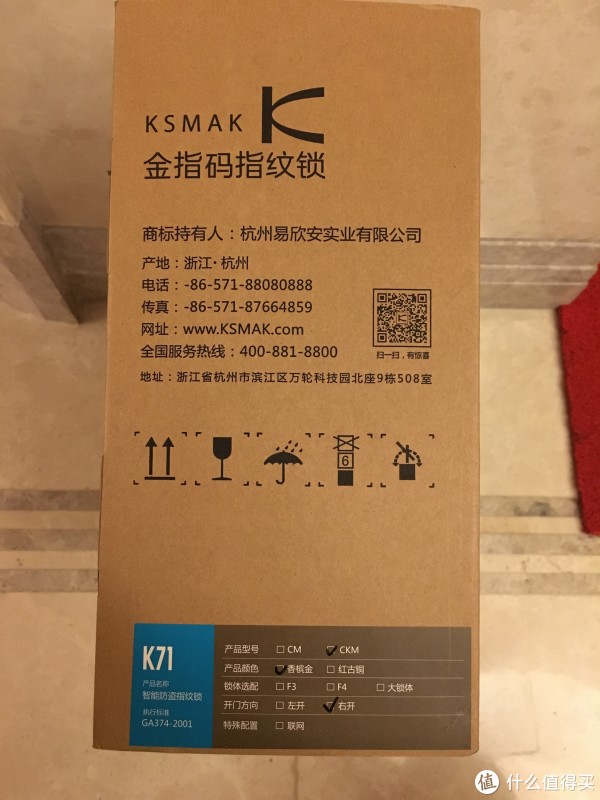 KSMAK
金指码指纹锁
商标持有人：杭州易欣安实业有限公司
产地：浙江·杭州
电话：-86-571-88080888
传真：-86-571-87664859
网址：www.KSMAK.com
全国服务热线：400-881-8800
扫一扫，有惊喜
地址：浙江省杭州市滨江区万轮科技园北座9栋508室
6
K71
产品名称
智能防盗指纹锁
执行标准
GA374-2001
产品型号 □CM □CKM
产品颜色 □香槟金 □红古铜
锁体选配 □F3 □F4 □大锁体
开门方向 □左开 □右开
特殊配置 □联网
值 什么值得买